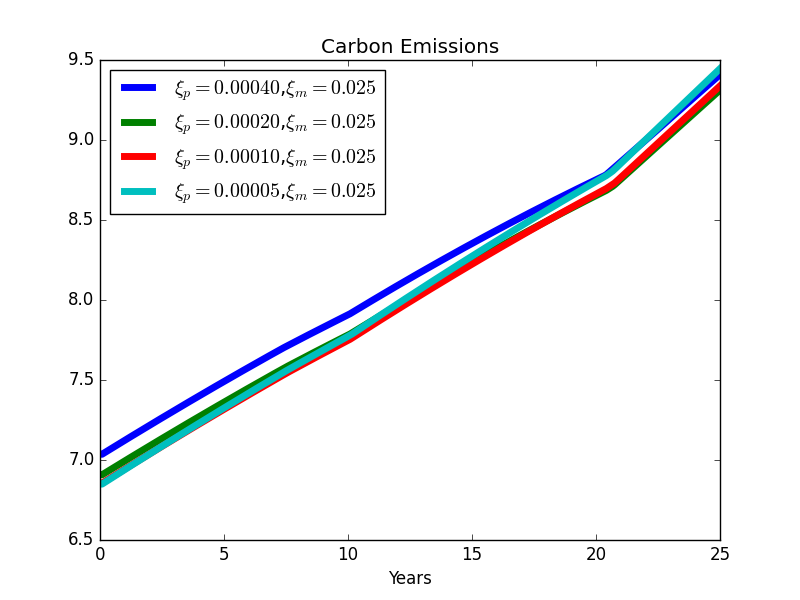 Carbon Emissions
9.5
9.0
8.5
8.0
7.5
7.0
6.5
ξp = 0.00040,ξm = 0.025
ξp = 0.00020,ξm = 0.025
ξp = 0.00010,ξm = 0.025
ξp = 0.00005,ξm = 0.025
0 5 10 15 20 25
Years